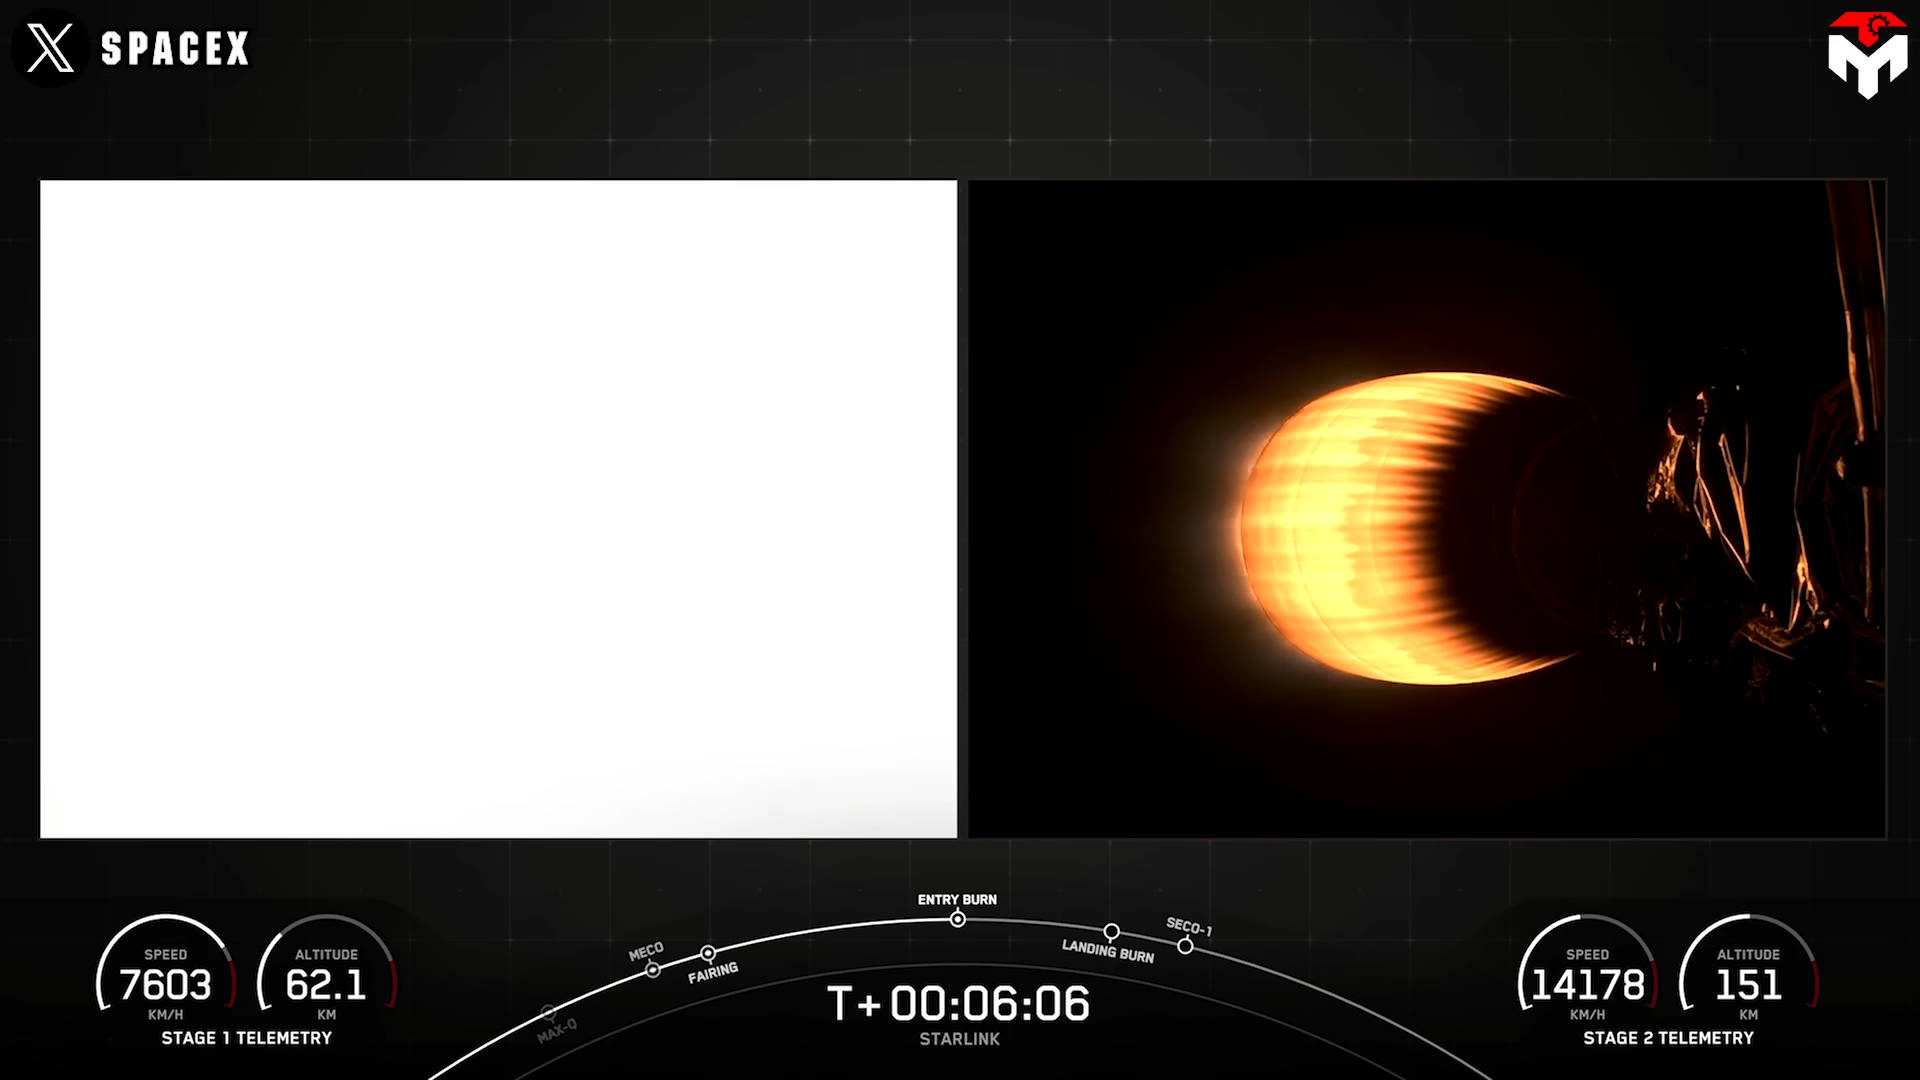 X SPACEX
ENTRY BURN
MECO
FAIRING
MAX-Q
LANDING BURN
SECO-1
SPEED
7603
KM/H
ALTITUDE
62.1
KM
STAGE 1 TELEMETRY
T+00:06:06
STARLINK
SPEED
14178
KM/H
ALTITUDE
151
KM
STAGE 2 TELEMETRY